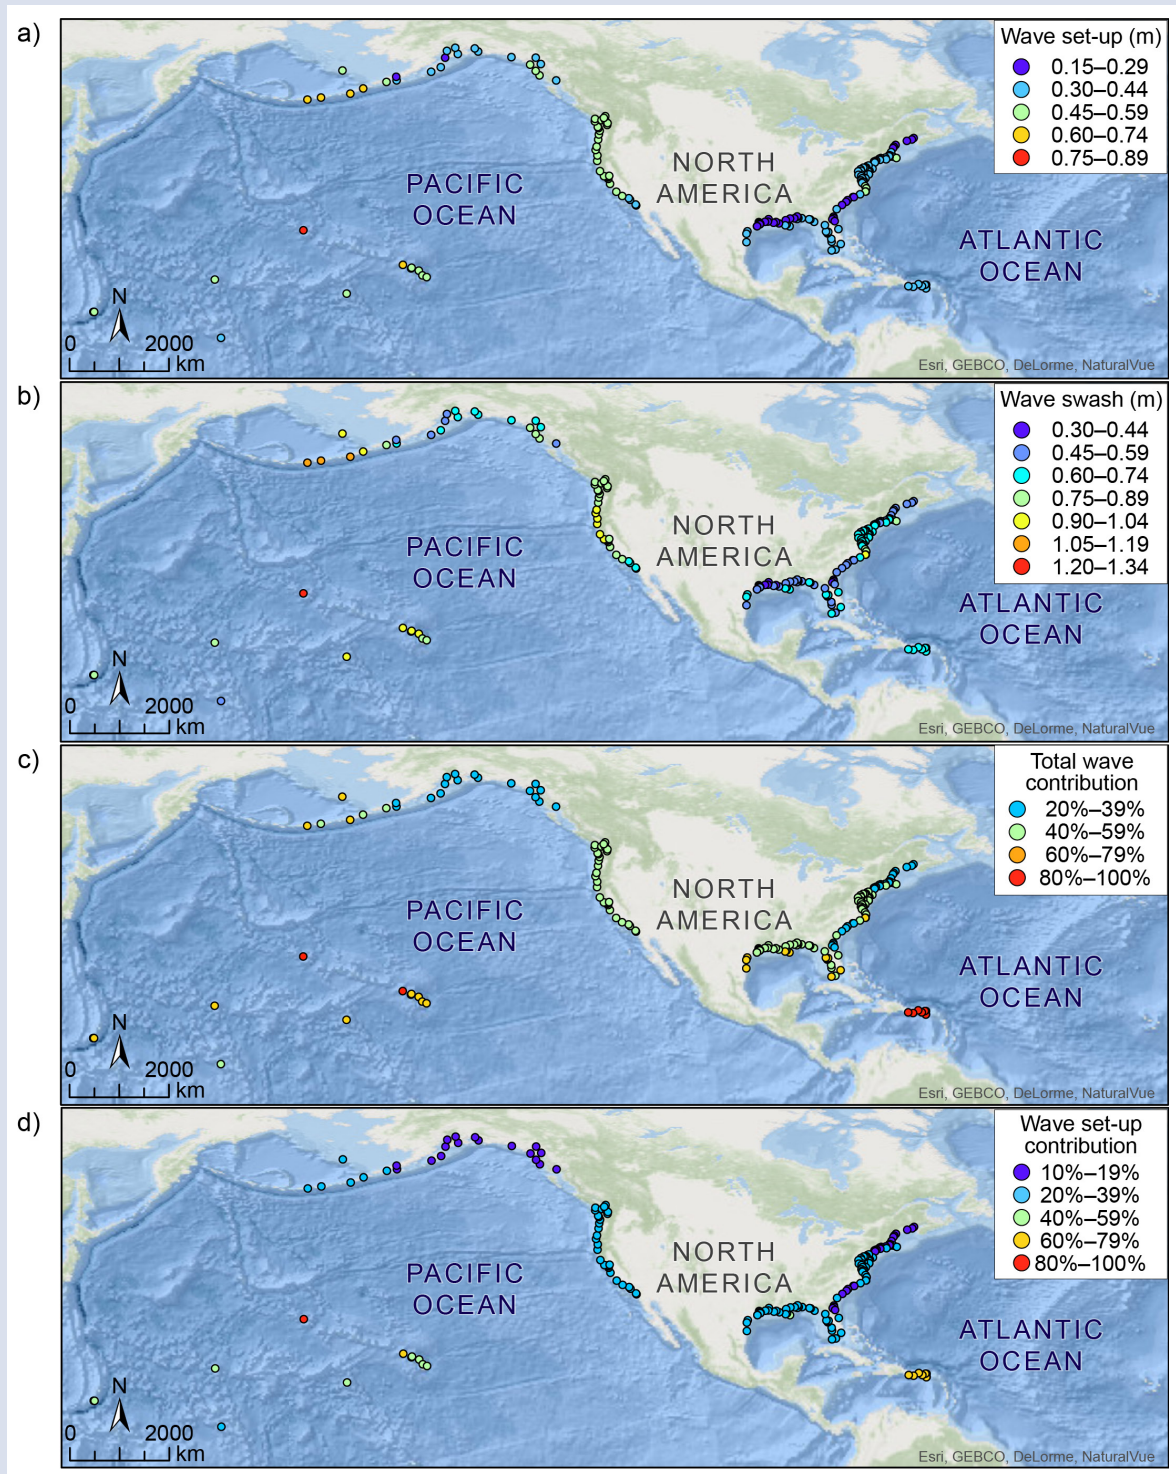 a)
Wave set-up (m)
0.15–0.29
0.30–0.44
0.45–0.59
0.60–0.74
0.75–0.89
NORTH
AMERICA
PACIFIC
OCEAN
ATLANTIC
OCEAN
N
0 2000
km
Esri, GEBCO, DeLorme, NaturalVue
b)
Wave swash (m)
0.30–0.44
0.45–0.59
0.60–0.74
0.75–0.89
0.90–1.04
1.05–1.19
1.20–1.34
NORTH
AMERICA
PACIFIC
OCEAN
ATLANTIC
OCEAN
N
0 2000
km
Esri, GEBCO, DeLorme, NaturalVue
c)
Total wave
contribution
20%–39%
40%–59%
60%–79%
80%–100%
NORTH
AMERICA
PACIFIC
OCEAN
ATLANTIC
OCEAN
N
0 2000
km
Esri, GEBCO, DeLorme, NaturalVue
d)
Wave set-up
contribution
10%–19%
20%–39%
40%–59%
60%–79%
80%–100%
NORTH
AMERICA
PACIFIC
OCEAN
ATLANTIC
OCEAN
N
0 2000
km
Esri, GEBCO, DeLorme, NaturalVue